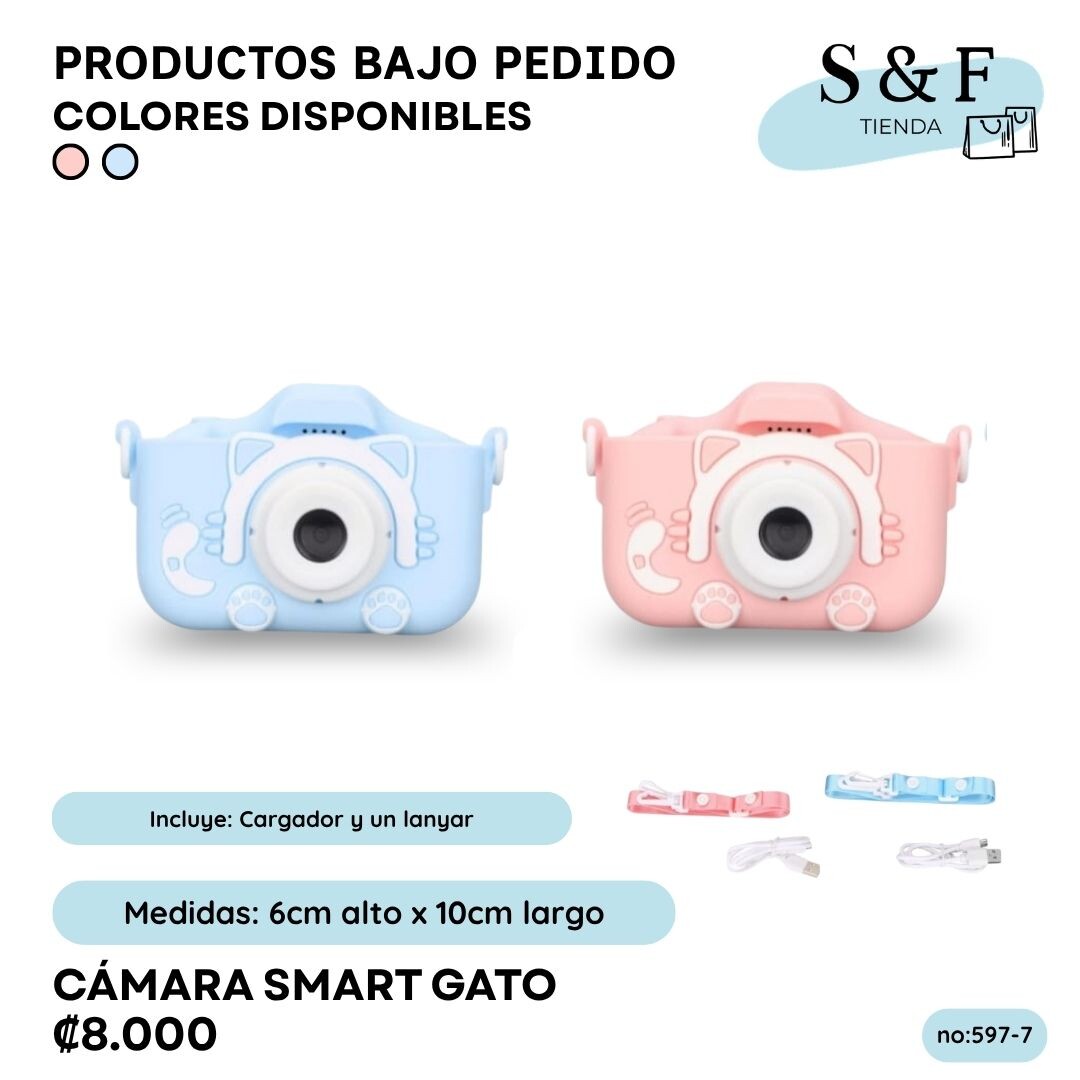 PRODUCTOS BAJO PEDIDO
COLORES DISPONIBLES
S & F
TIENDA
Incluye: Cargador y un lanyar
Medidas: 6cm alto x 10cm largo
CÁMARA SMART GATO
₡8.000
no:597-7